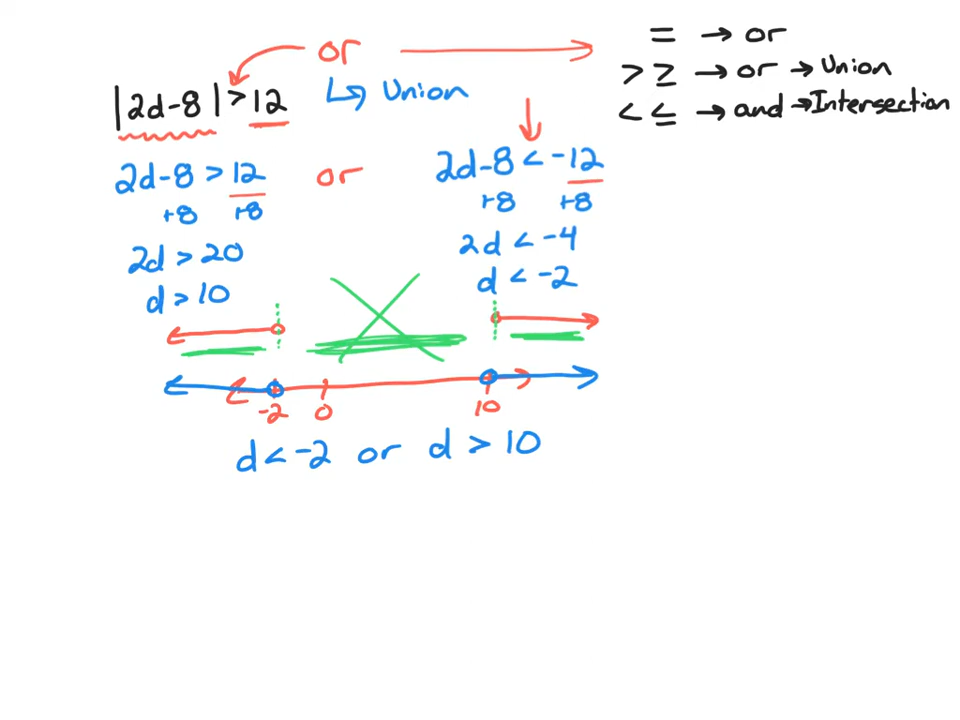 or
= → or
> ≥ → or → Union
< ≤ → and → Intersection
|2d-8| > 12
↳ Union
2d-8 > 12 or 2d-8 < -12
+8 +8 +8 +8
2d > 20 2d < -4
d > 10 d < -2
-2 0 10
d < -2 or d > 10